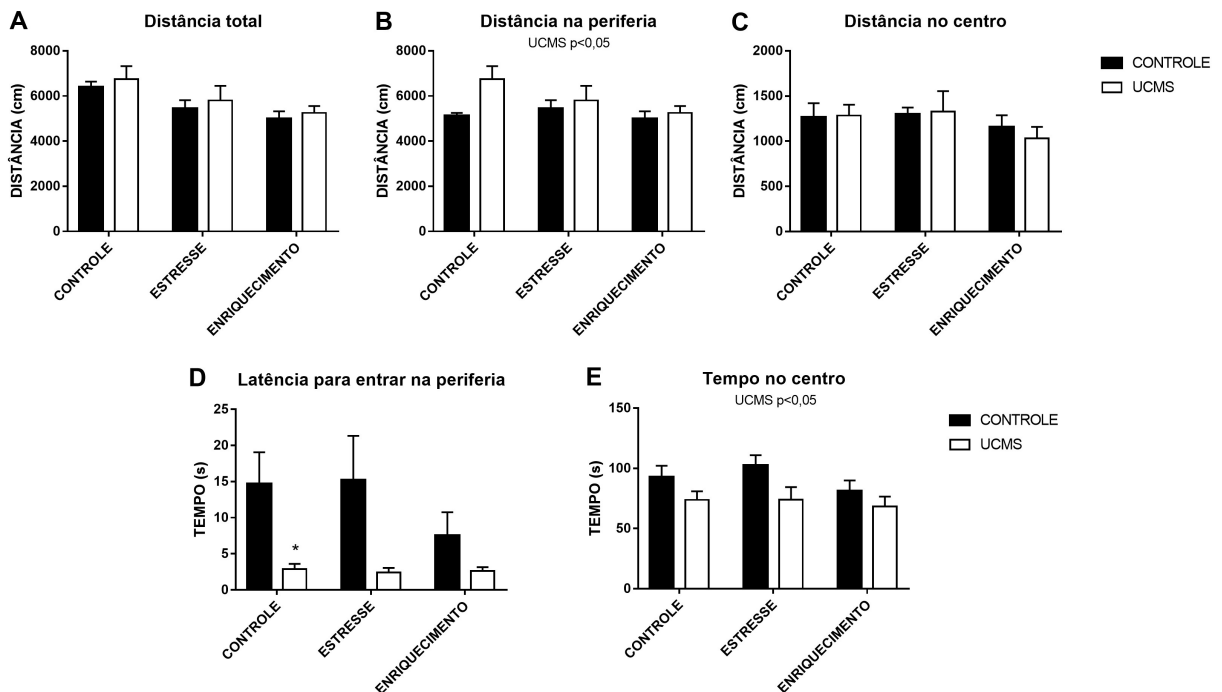 A
Distância total
8000
6000
4000
2000
0
DISTÂNCIA (cm)
CONTROLE
ESTRESSE
ENRIQUECIMENTO
B
Distância na periferia
UCMS p<0,05
8000
6000
4000
2000
0
DISTÂNCIA (cm)
CONTROLE
ESTRESSE
ENRIQUECIMENTO
C
Distância no centro
2000
1500
1000
500
0
DISTÂNCIA (cm)
CONTROLE
ESTRESSE
ENRIQUECIMENTO
CONTROLE
UCMS
D
Latência para entrar na periferia
25
20
15
10
5
0
TEMPO (s)
*
CONTROLE
ESTRESSE
ENRIQUECIMENTO
E
Tempo no centro
UCMS p<0,05
150
100
50
0
TEMPO (s)
CONTROLE
ESTRESSE
ENRIQUECIMENTO
CONTROLE
UCMS